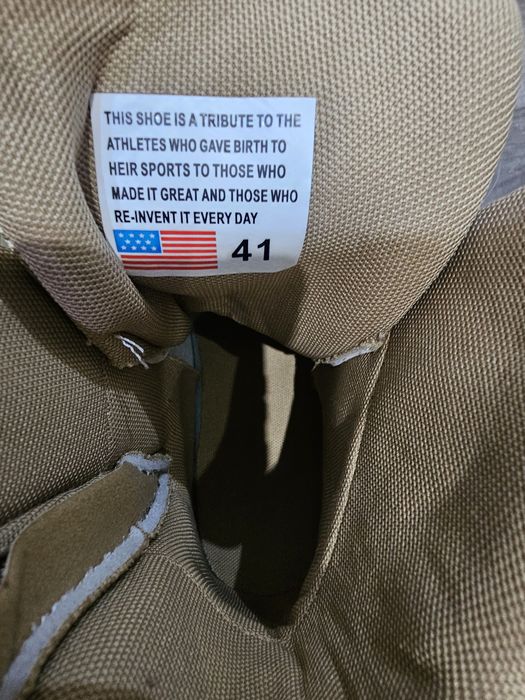 THIS SHOE IS A TRIBUTE TO THE
ATHLETES WHO GAVE BIRTH TO
HEIR SPORTS TO THOSE WHO
MADE IT GREAT AND THOSE WHO
RE-INVENT IT EVERY DAY
41